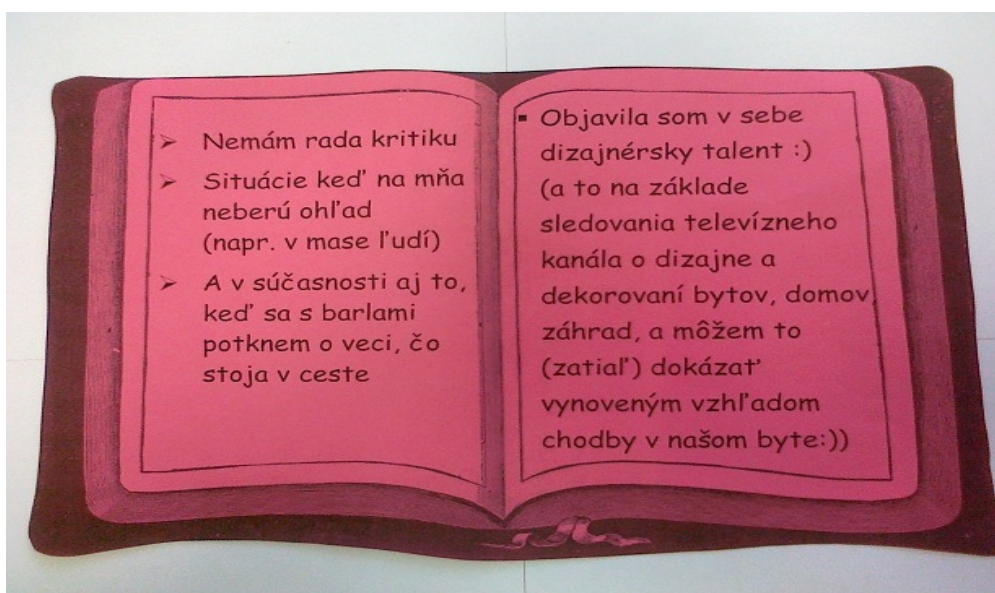 ➢ Nemám rada kritiku
➢ Situácie keď na mňa
neberú ohľad
(napr. v mase ľudí)
➢ A v súčasnosti aj to,
keď sa s barlami
potknem o veci, čo
stoja v ceste
▪ Objavila som v sebe
dizajnérsky talent :)
(a to na základe
sledovania televízneho
kanála o dizajne a
dekorovaní bytov, domov,
záhrad, a môžem to
(zatiaľ) dokázať
vynoveným vzhľadom
chodby v našom byte:))